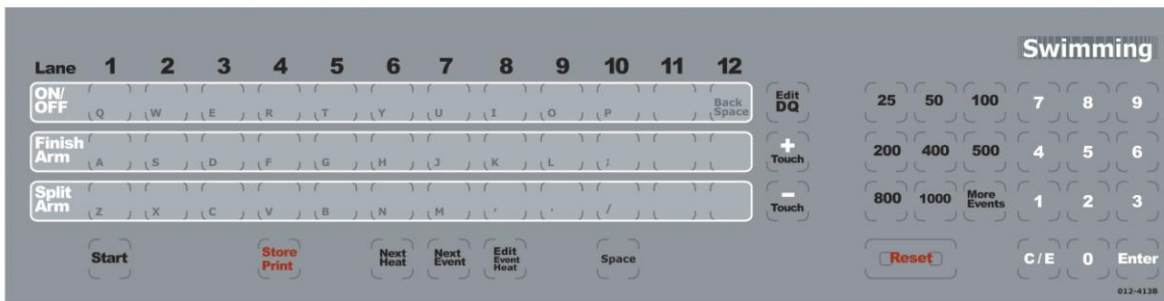 Swimming
Lane 1 2 3 4 5 6 7 8 9 10 11 12
ON/
OFF
Q W E R T Y U I O P
Back
Space
Edit
DQ
25 50 100 7 8 9
Finish
Arm
A S D F G H J K L ;
+
Touch
200 400 500 4 5 6
Split
Arm
Z X C V B N M , . /
-
Touch
800 1000
More
Events
1 2 3
Start
Store
Print
Next
Heat
Next
Event
Edit
Event
Heat
Space
Reset
C/E 0 Enter
012-413B